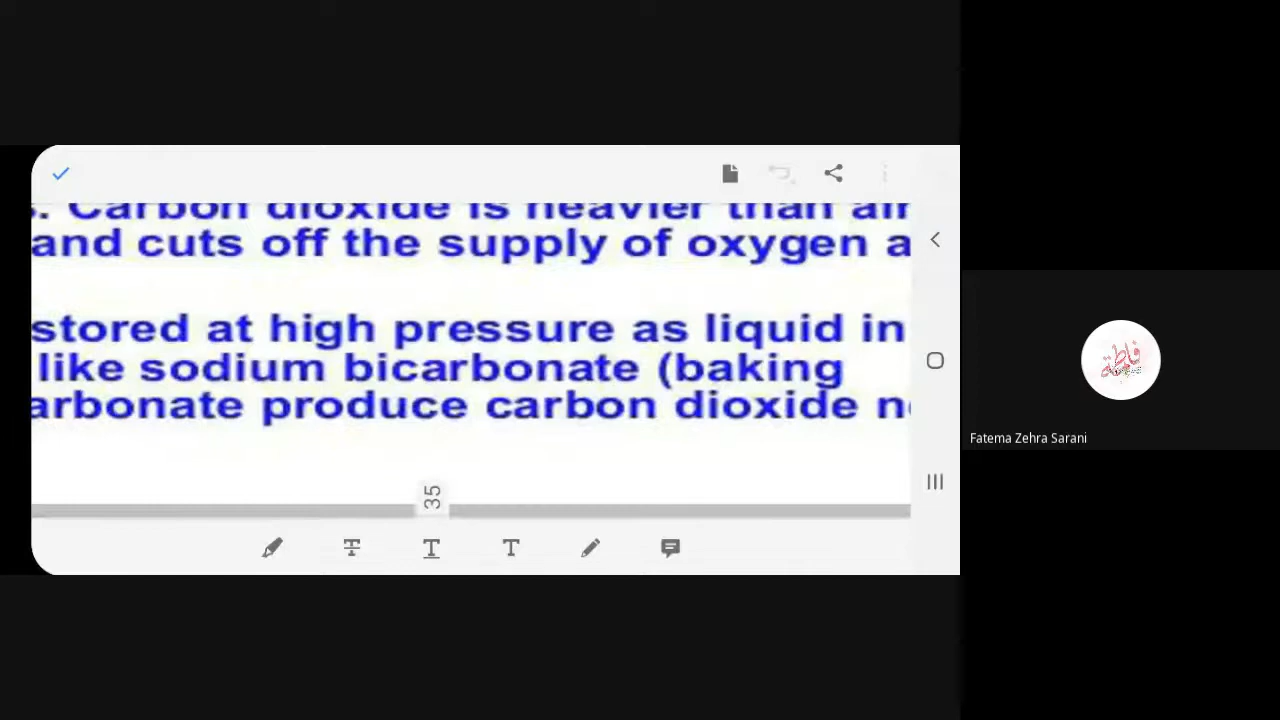 . Carbon dioxide is heavier than air
and cuts off the supply of oxygen a
stored at high pressure as liquid in
like sodium bicarbonate (baking
arbonate produce carbon dioxide n
35
فاطمة
Fatema Zehra Sarani